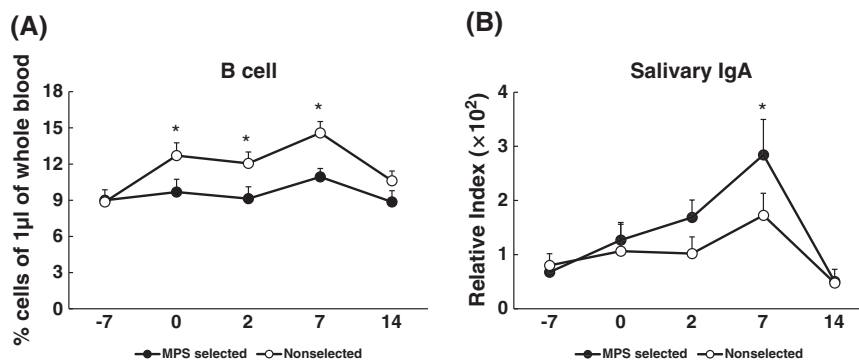 (A)
B cell
% cells of 1μl of whole blood
18
15
12
9
6
3
0
*
*
*
-7 0 2 7 14
MPS selected Nonselected
(B)
Salivary IgA
Relative Index (×10²)
4
3
2
1
0
*
-7 0 2 7 14
MPS selected Nonselected